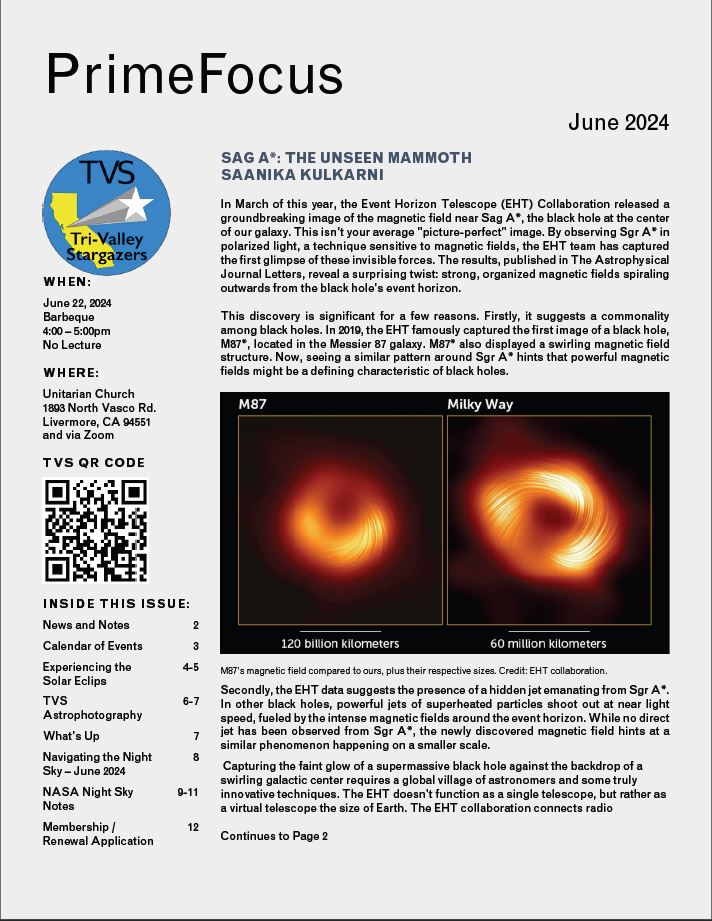 PrimeFocus
June 2024
TVS
Tri-Valley
Stargazers
WHEN:
June 22, 2024
Barbeque
4:00 – 5:00pm
No Lecture
WHERE:
Unitarian Church
1893 North Vasco Rd.
Livermore, CA 94551
and via Zoom
TVS QR CODE
INSIDE THIS ISSUE:
News and Notes 2
Calendar of Events 3
Experiencing the 4-5
Solar Eclips
TVS 6-7
Astrophotography
What's Up 7
Navigating the Night 8
Sky – June 2024
NASA Night Sky 9-11
Notes
Membership / 12
Renewal Application
SAG A*: THE UNSEEN MAMMOTH
SAANIKA KULKARNI
In March of this year, the Event Horizon Telescope (EHT) Collaboration released a
groundbreaking image of the magnetic field near Sag A*, the black hole at the center
of our galaxy. This isn't your average "picture-perfect" image. By observing Sgr A* in
polarized light, a technique sensitive to magnetic fields, the EHT team has captured
the first glimpse of these invisible forces. The results, published in The Astrophysical
Journal Letters, reveal a surprising twist: strong, organized magnetic fields spiraling
outwards from the black hole's event horizon.
This discovery is significant for a few reasons. Firstly, it suggests a commonality
among black holes. In 2019, the EHT famously captured the first image of a black hole,
M87*, located in the Messier 87 galaxy. M87* also displayed a swirling magnetic field
structure. Now, seeing a similar pattern around Sgr A* hints that powerful magnetic
fields might be a defining characteristic of black holes.
M87
Milky Way
120 billion kilometers
60 million kilometers
M87's magnetic field compared to ours, plus their respective sizes. Credit: EHT collaboration.
Secondly, the EHT data suggests the presence of a hidden jet emanating from Sgr A*.
In other black holes, powerful jets of superheated particles shoot out at near light
speed, fueled by the intense magnetic fields around the event horizon. While no direct
jet has been observed from Sgr A*, the newly discovered magnetic field hints at a
similar phenomenon happening on a smaller scale.
Capturing the faint glow of a supermassive black hole against the backdrop of a
swirling galactic center requires a global village of astronomers and some truly
innovative techniques. The EHT doesn't function as a single telescope, but rather as
a virtual telescope the size of Earth. The EHT collaboration connects radio
Continues to Page 2